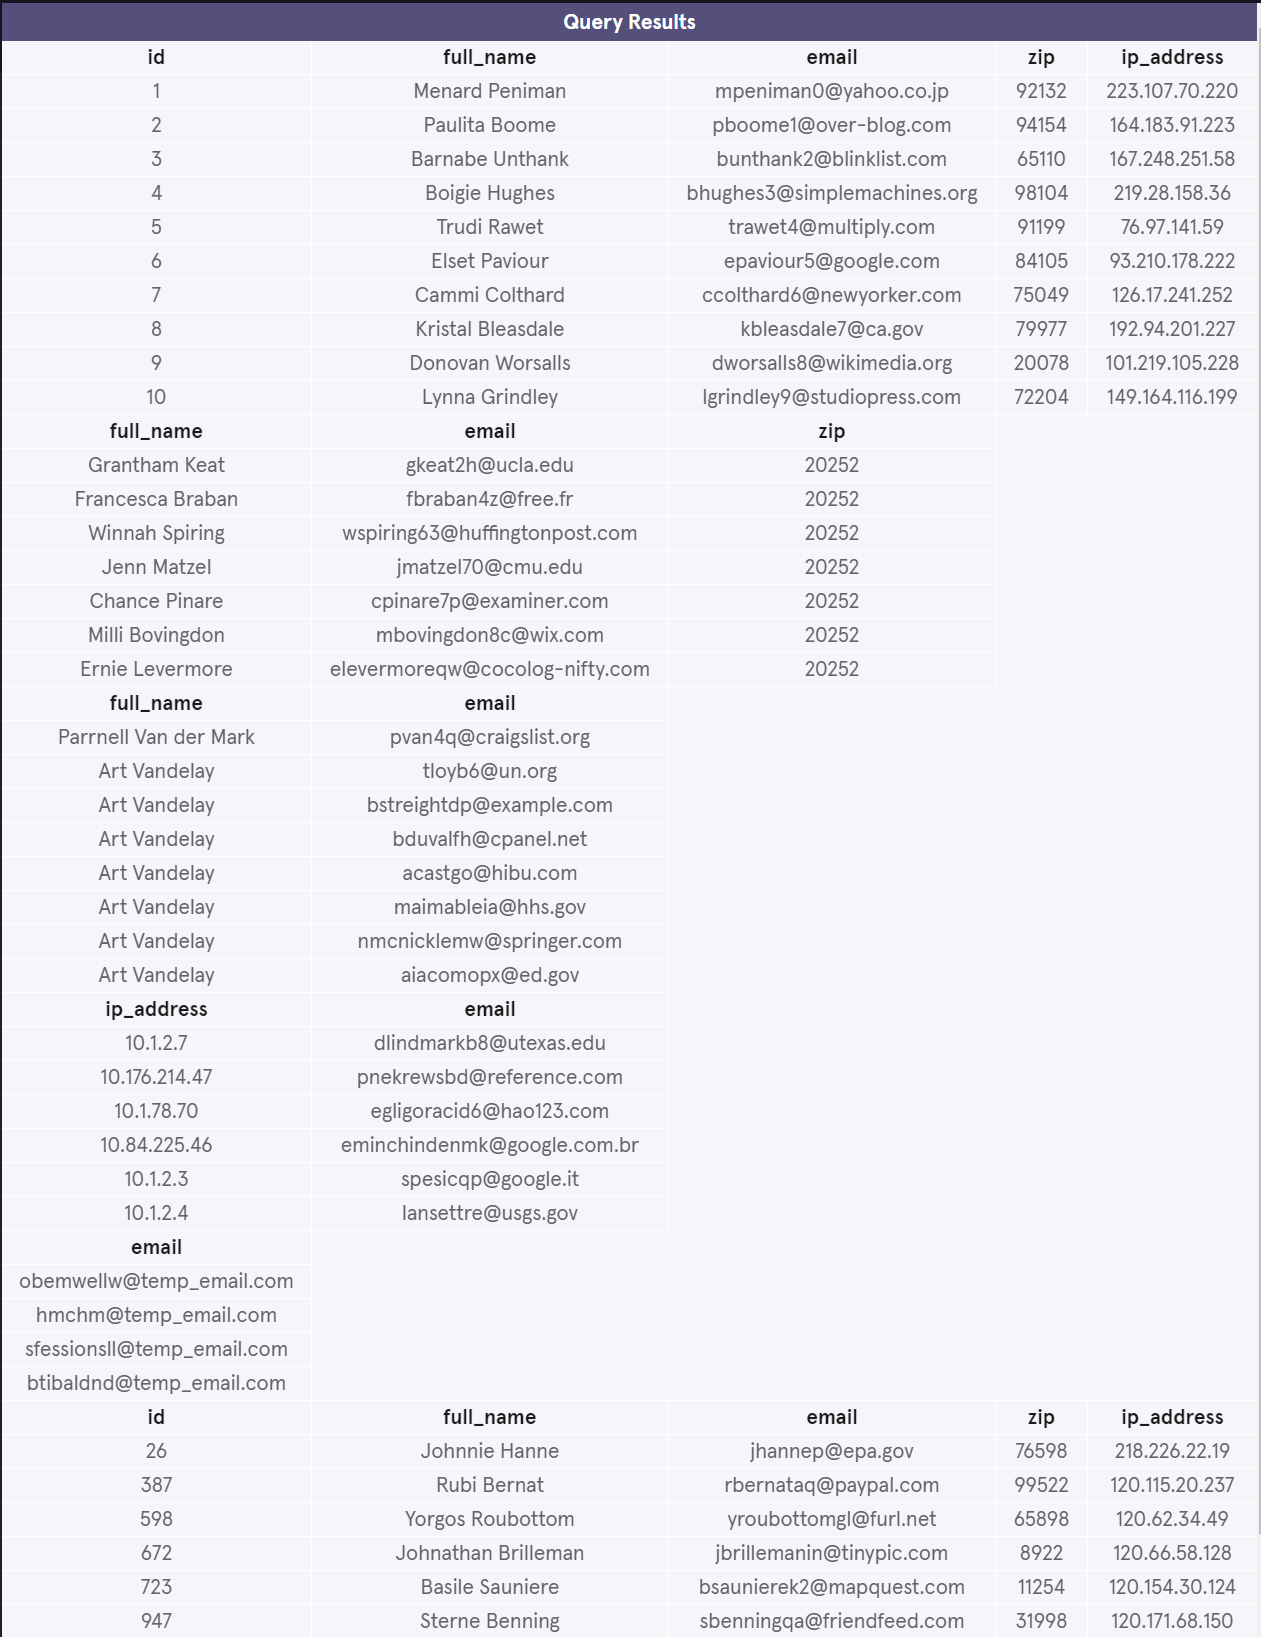 Query Results
id full_name email zip ip_address
1 Menard Peniman mpeniman0@yahoo.co.jp 92132 223.107.70.220
2 Paulita Boome pboome1@over-blog.com 94154 164.183.91.223
3 Barnabe Unthank bunthank2@blinklist.com 65110 167.248.251.58
4 Boigie Hughes bhughes3@simplemachines.org 98104 219.28.158.36
5 Trudi Rawet trawet4@multiply.com 91199 76.97.141.59
6 Elset Paviour epaviour5@google.com 84105 93.210.178.222
7 Cammi Colthard ccolthard6@newyorker.com 75049 126.17.241.252
8 Kristal Bleasdale kbleasdale7@ca.gov 79977 192.94.201.227
9 Donovan Worsalls dworsalls8@wikimedia.org 20078 101.219.105.228
10 Lynna Grindley lgrindley9@studiopress.com 72204 149.164.116.199
full_name email zip
Grantham Keat gkeat2h@ucla.edu 20252
Francesca Braban fbraban4z@free.fr 20252
Winnah Spiring wspiring63@huffingtonpost.com 20252
Jenn Matzel jmatzel70@cmu.edu 20252
Chance Pinare cpinare7p@examiner.com 20252
Milli Bovingdon mbovingdon8c@wix.com 20252
Ernie Levermore elevermoreqw@cocolog-nifty.com 20252
full_name email
Parrnell Van der Mark pvan4q@craigslist.org
Art Vandelay tloyb6@un.org
Art Vandelay bstreightdp@example.com
Art Vandelay bduvalfh@cpanel.net
Art Vandelay acastgo@hibu.com
Art Vandelay maimableia@hhs.gov
Art Vandelay nmcnicklemw@springer.com
Art Vandelay aiacomopx@ed.gov
ip_address email
10.1.2.7 dlindmarkb8@utexas.edu
10.176.214.47 pnekrewsbd@reference.com
10.1.78.70 egligoracid6@hao123.com
10.84.225.46 eminchindenmk@google.com.br
10.1.2.3 spesicqp@google.it
10.1.2.4 lansettre@usgs.gov
email
obemwellw@temp_email.com
hmchm@temp_email.com
sfessionsll@temp_email.com
btibaldnd@temp_email.com
id full_name email zip ip_address
26 Johnnie Hanne jhannep@epa.gov 76598 218.226.22.19
387 Rubi Bernat rbernataq@paypal.com 99522 120.115.20.237
598 Yorgos Roubottom yroubottomgl@furl.net 65898 120.62.34.49
672 Johnathan Brilleman jbrillemanin@tinypic.com 8922 120.66.58.128
723 Basile Sauniere bsaunierek2@mapquest.com 11254 120.154.30.124
947 Sterne Benning sbenningqa@friendfeed.com 31998 120.171.68.150